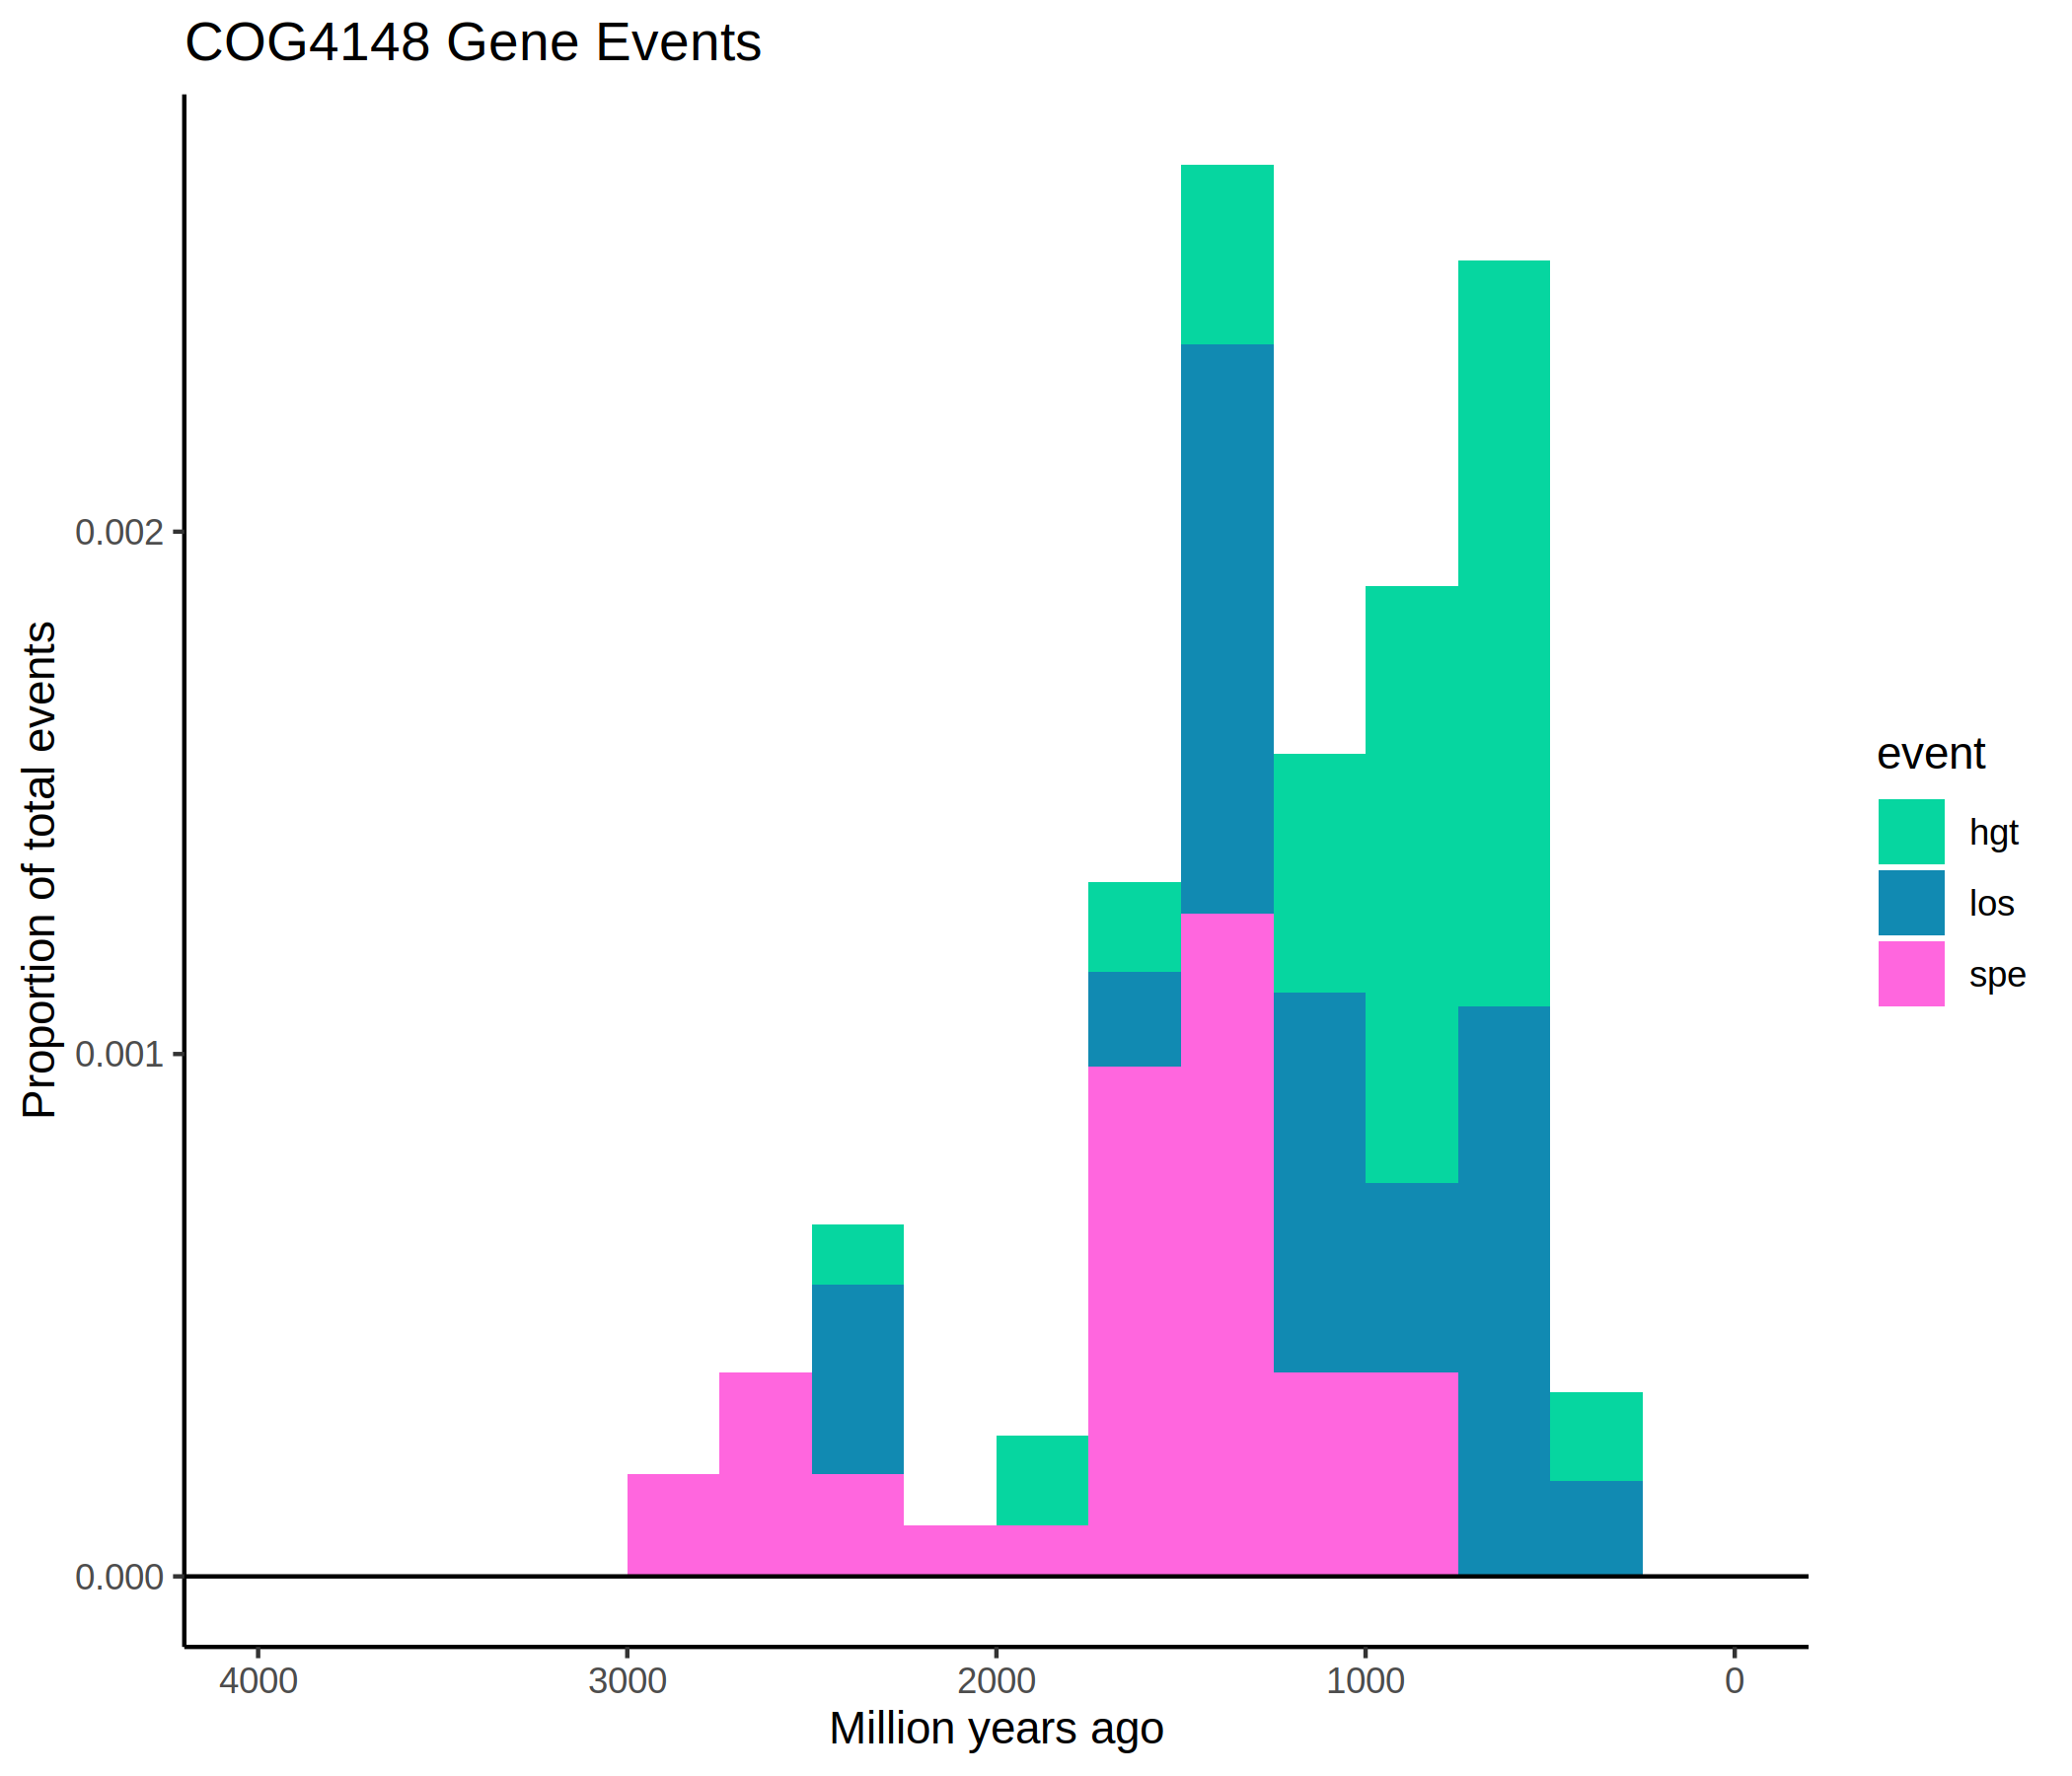 COG4148 Gene Events
Proportion of total events
0.002
0.001
0.000
4000 3000 2000 1000 0
Million years ago
event
hgt
los
spe